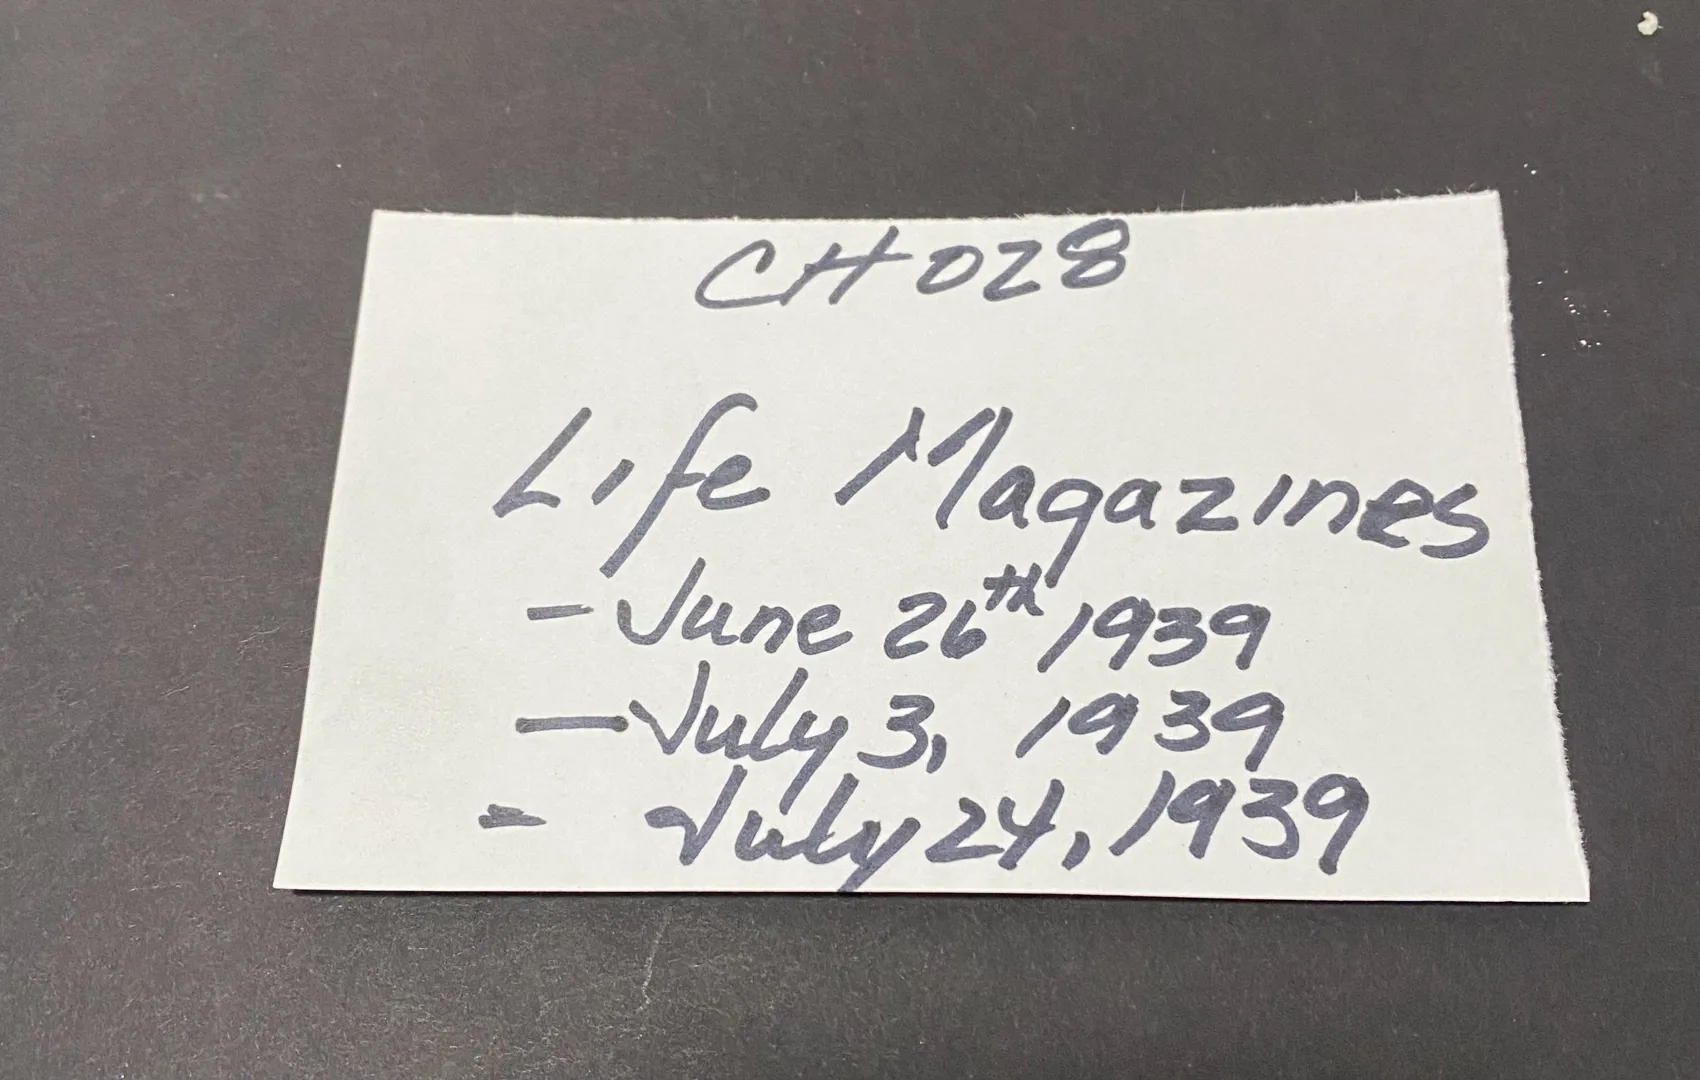 CH028
Life Magazines
- June 26th 1939
- July 3, 1939
- July 24, 1939